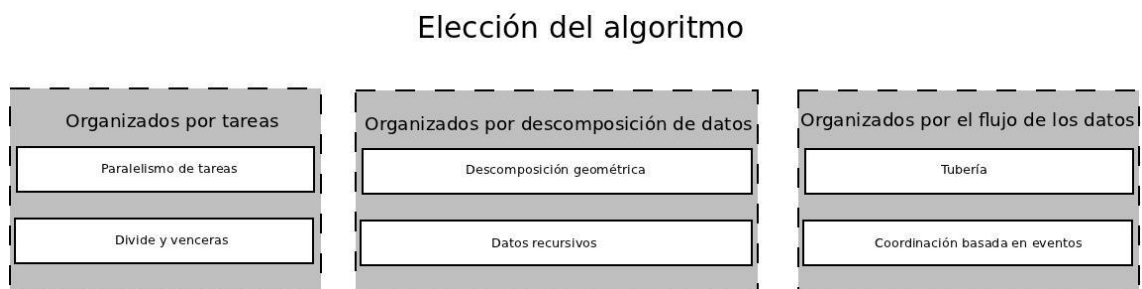 Elección del algoritmo
Organizados por tareas
Paralelismo de tareas
Divide y venceras
Organizados por descomposición de datos
Descomposición geométrica
Datos recursivos
Organizados por el flujo de los datos
Tubería
Coordinación basada en eventos